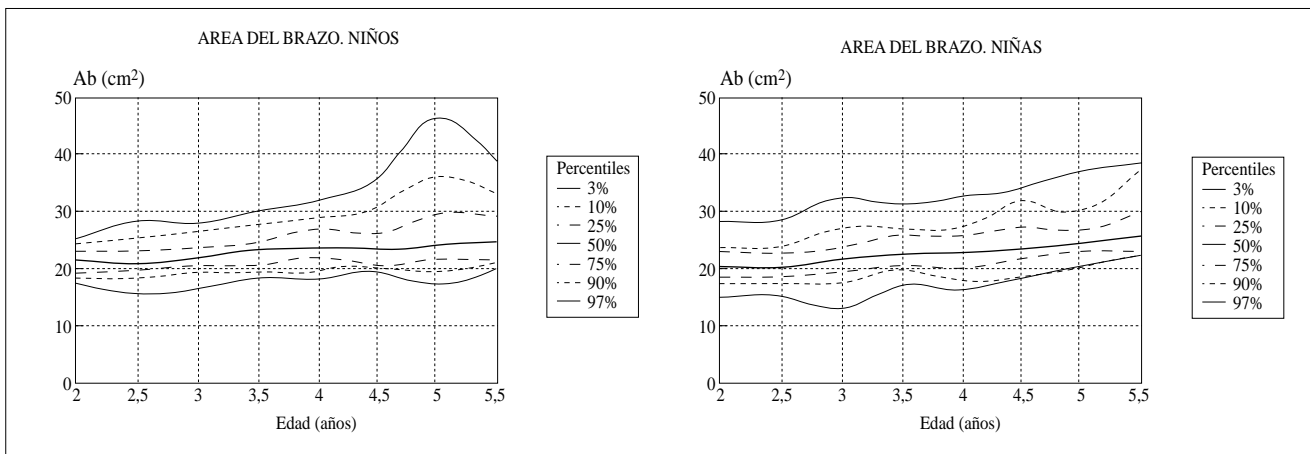 AREA DEL BRAZO. NIÑOS
Ab (cm2)
50
40
30
20
10
0
2 2,5 3 3,5 4 4,5 5 5,5
Edad (años)
Percentiles
3%
10%
25%
50%
75%
90%
97%
AREA DEL BRAZO. NIÑAS
Ab (cm2)
50
40
30
20
10
0
2 2,5 3 3,5 4 4,5 5 5,5
Edad (años)
Percentiles
3%
10%
25%
50%
75%
90%
97%